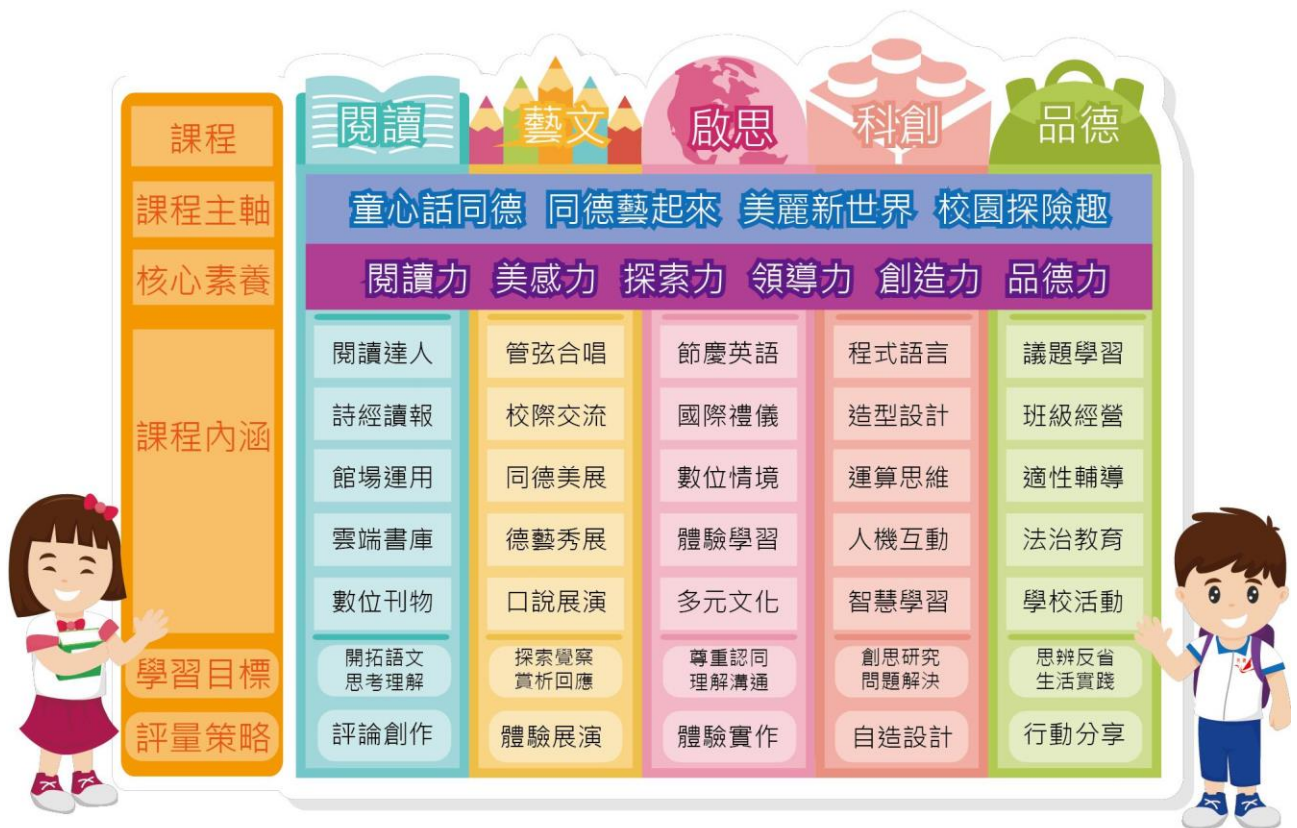 課程 閱讀 藝文 啟思 科創 品德
課程主軸 童心話同德 同德藝起來 美麗新世界 校園探險趣
核心素養 閱讀力 美感力 探索力 領導力 創造力 品德力
課程內涵
閱讀達人 管弦合唱 節慶英語 程式語言 議題學習
詩經讀報 校際交流 國際禮儀 造型設計 班級經營
館場運用 同德美展 數位情境 運算思維 適性輔導
雲端書庫 德藝秀展 體驗學習 人機互動 法治教育
數位刊物 口說展演 多元文化 智慧學習 學校活動
學習目標
開拓語文 探索覺察 尊重認同 創思研究 思辨反省
思考理解 賞析回應 理解溝通 問題解決 生活實踐
評量策略 評論創作 體驗展演 體驗實作 自造設計 行動分享